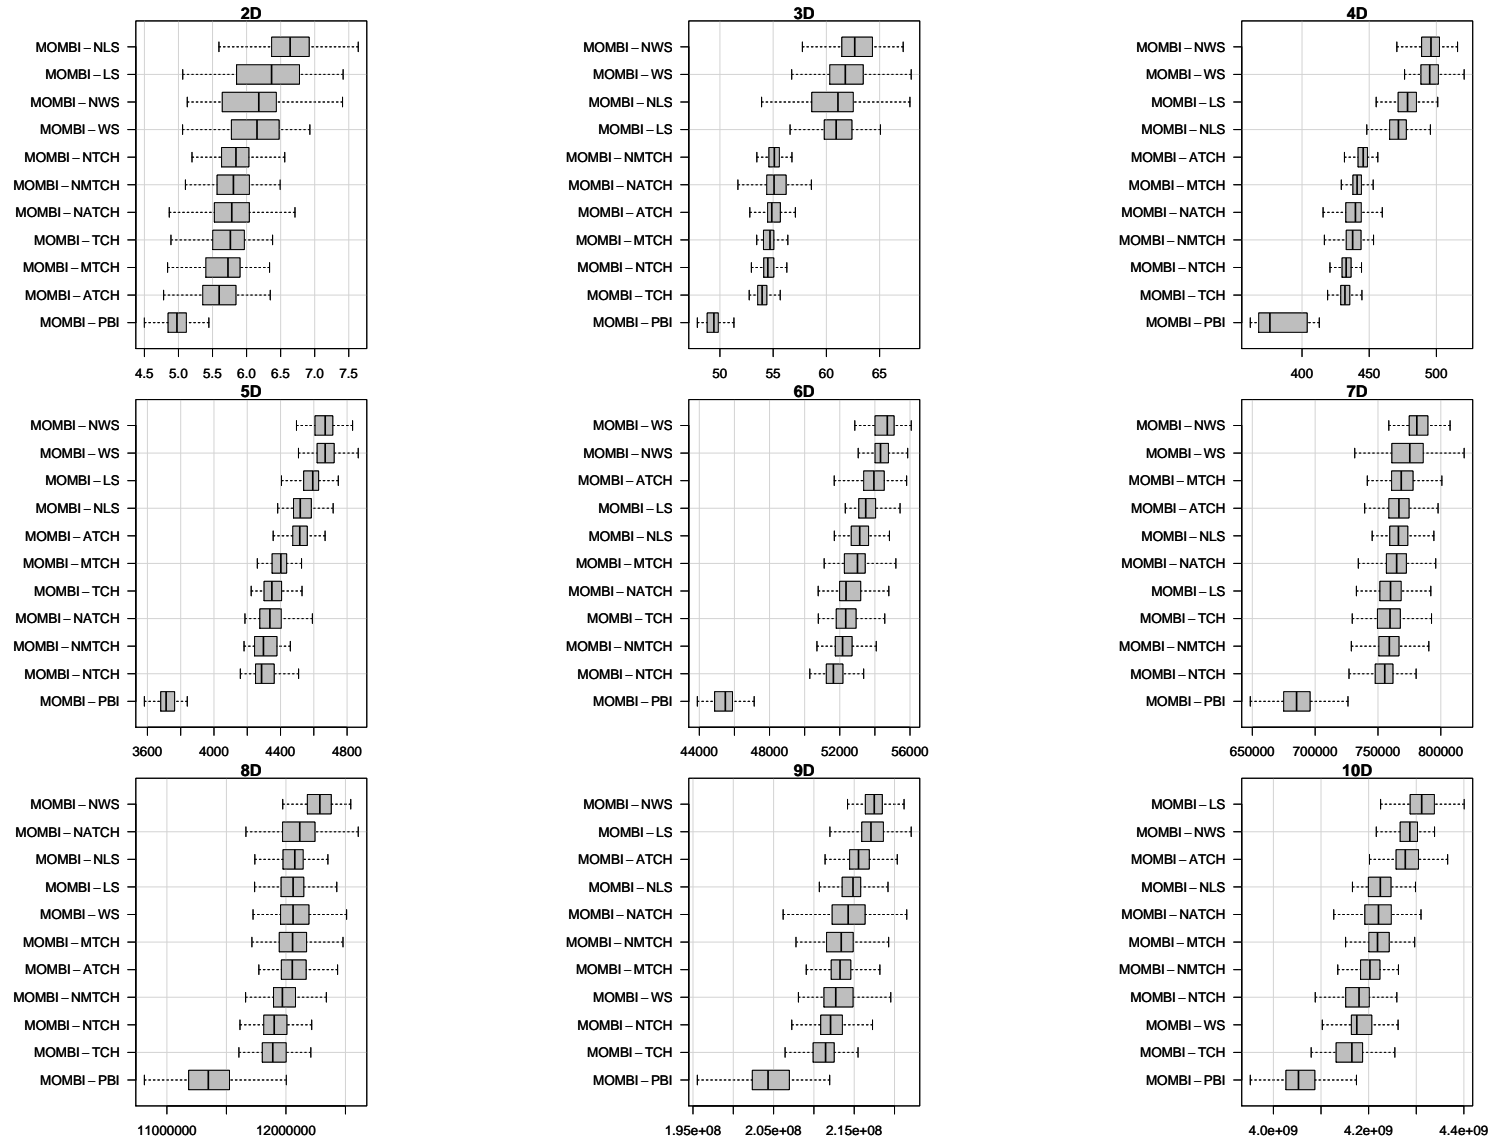 2D
MOMBI−NLS
MOMBI−LS
MOMBI−NWS
MOMBI−WS
MOMBI−NTCH
MOMBI−NMTCH
MOMBI−NATCH
MOMBI−TCH
MOMBI−MTCH
MOMBI−ATCH
MOMBI−PBI
4.5 5.0 5.5 6.0 6.5 7.0 7.5
3D
MOMBI−NWS
MOMBI−WS
MOMBI−NLS
MOMBI−LS
MOMBI−NMTCH
MOMBI−NATCH
MOMBI−ATCH
MOMBI−MTCH
MOMBI−NTCH
MOMBI−TCH
MOMBI−PBI
50 55 60 65
4D
MOMBI−NWS
MOMBI−WS
MOMBI−LS
MOMBI−NLS
MOMBI−ATCH
MOMBI−MTCH
MOMBI−NATCH
MOMBI−NMTCH
MOMBI−NTCH
MOMBI−TCH
MOMBI−PBI
400 450 500
5D
MOMBI−NWS
MOMBI−WS
MOMBI−LS
MOMBI−NLS
MOMBI−ATCH
MOMBI−MTCH
MOMBI−TCH
MOMBI−NATCH
MOMBI−NMTCH
MOMBI−NTCH
MOMBI−PBI
3600 4000 4400 4800
6D
MOMBI−WS
MOMBI−NWS
MOMBI−ATCH
MOMBI−LS
MOMBI−NLS
MOMBI−MTCH
MOMBI−NATCH
MOMBI−TCH
MOMBI−NMTCH
MOMBI−NTCH
MOMBI−PBI
44000 48000 52000 56000
7D
MOMBI−NWS
MOMBI−WS
MOMBI−MTCH
MOMBI−ATCH
MOMBI−NLS
MOMBI−NATCH
MOMBI−LS
MOMBI−TCH
MOMBI−NMTCH
MOMBI−NTCH
MOMBI−PBI
650000 700000 750000 800000
8D
MOMBI−NWS
MOMBI−NATCH
MOMBI−NLS
MOMBI−LS
MOMBI−WS
MOMBI−MTCH
MOMBI−ATCH
MOMBI−NMTCH
MOMBI−NTCH
MOMBI−TCH
MOMBI−PBI
11000000 12000000
9D
MOMBI−NWS
MOMBI−LS
MOMBI−ATCH
MOMBI−NLS
MOMBI−NATCH
MOMBI−NMTCH
MOMBI−MTCH
MOMBI−WS
MOMBI−NTCH
MOMBI−TCH
MOMBI−PBI
1.95e+08 2.05e+08 2.15e+08
10D
MOMBI−LS
MOMBI−NWS
MOMBI−ATCH
MOMBI−NLS
MOMBI−NATCH
MOMBI−MTCH
MOMBI−NMTCH
MOMBI−NTCH
MOMBI−WS
MOMBI−TCH
MOMBI−PBI
4.0e+09 4.2e+09 4.4e+09